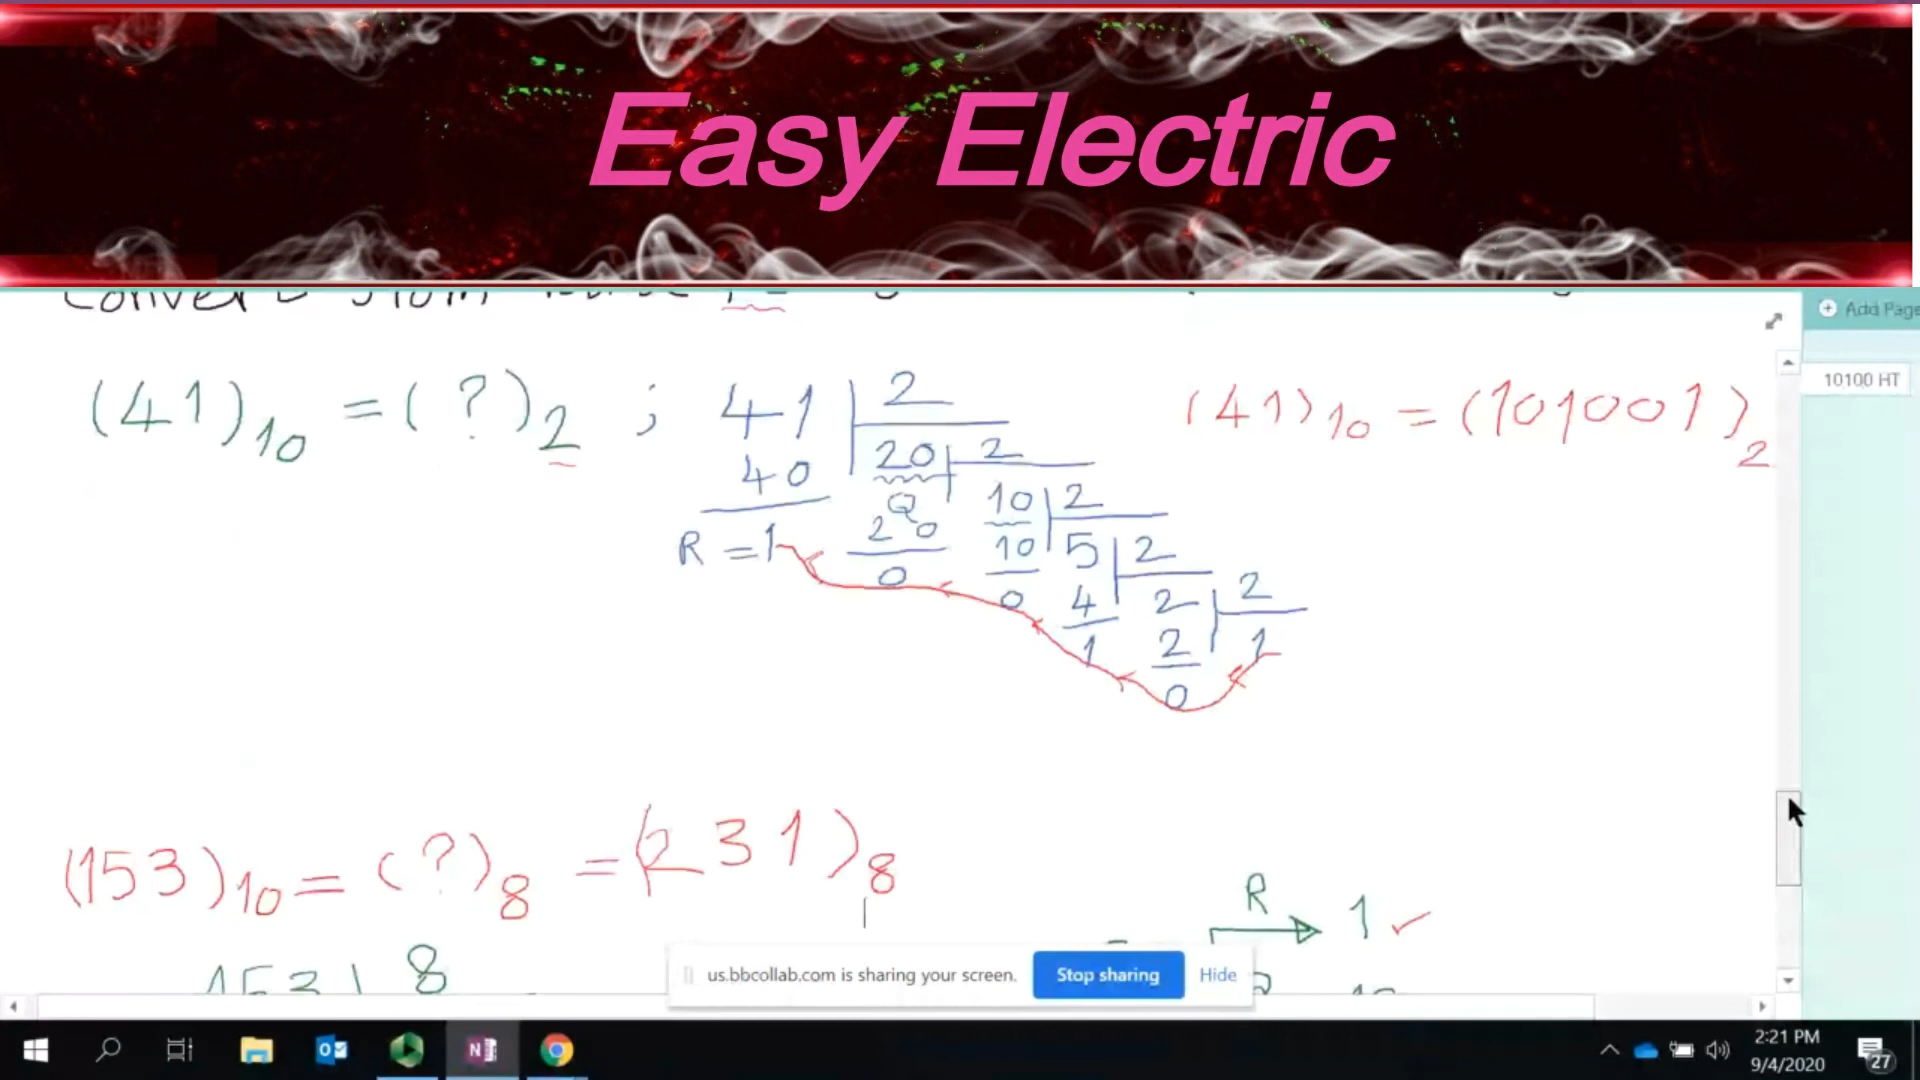 Easy Electric
Convert from
Add Page
10100 HT
(41)10 = (?)2 ; 41 | 2
(41)10 = (101001)2
40 20 2
Q 10 2
R = 1 20 10 5 2
0 0 4 2 2
1 2 1
0
(153)10 = (?)8 = (231)8
R 1 ✓
153 | 8
us.bbcollab.com is sharing your screen. Stop sharing Hide
2:21 PM
9/4/2020
27